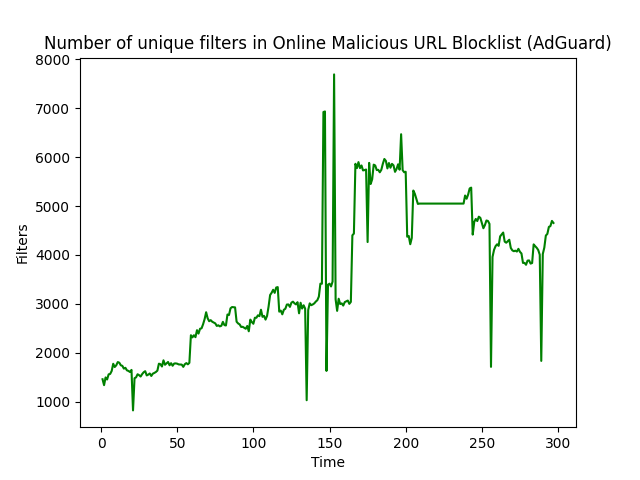 Number of unique filters in Online Malicious URL Blocklist (AdGuard)
8000
7000
6000
5000
4000
3000
2000
1000
Filters
0 50 100 150 200 250 300
Time